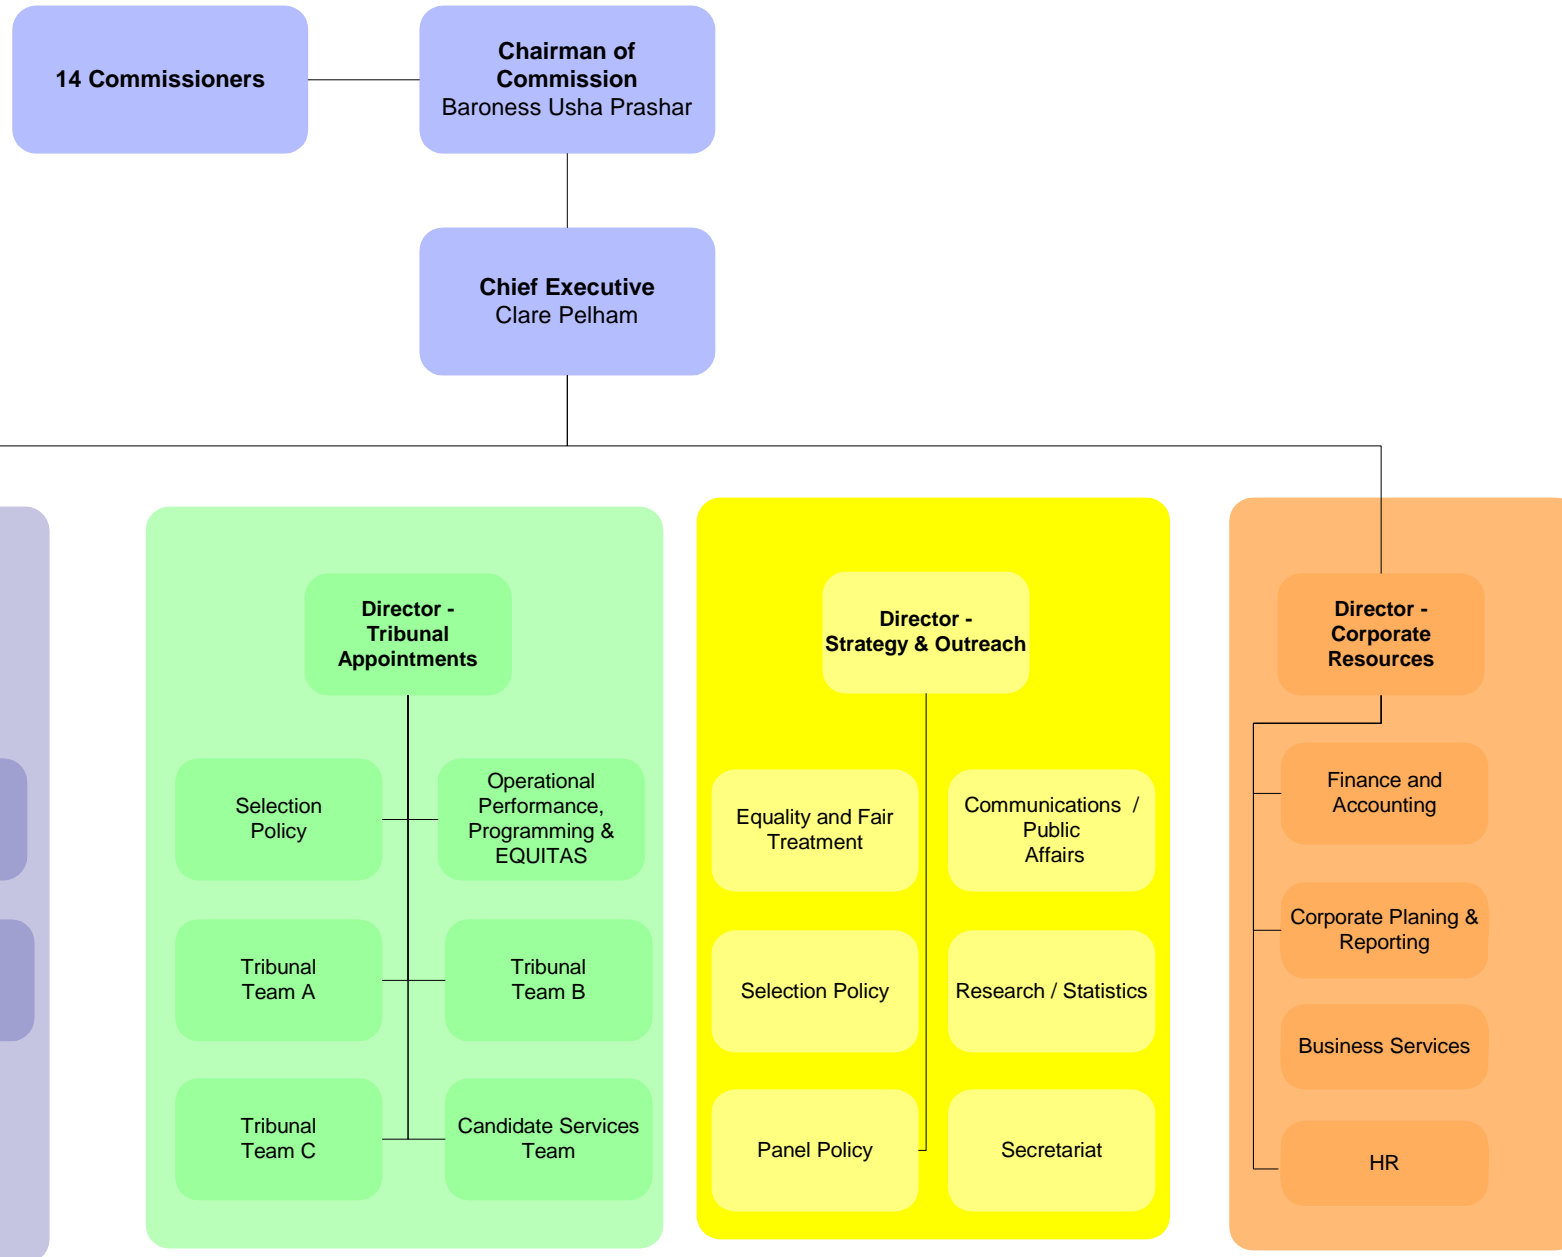 14 Commissioners
Chairman of
Commission
Baroness Usha Prashar
Chief Executive
Clare Pelham
Director -
Tribunal
Appointments
Selection
Policy
Operational
Performance,
Programming &
EQUITAS
Tribunal
Team A
Tribunal
Team B
Tribunal
Team C
Candidate Services
Team
Director -
Strategy & Outreach
Equality and Fair
Treatment
Communications /
Public
Affairs
Selection Policy
Research / Statistics
Panel Policy
Secretariat
Director -
Corporate
Resources
Finance and
Accounting
Corporate Planing &
Reporting
Business Services
HR